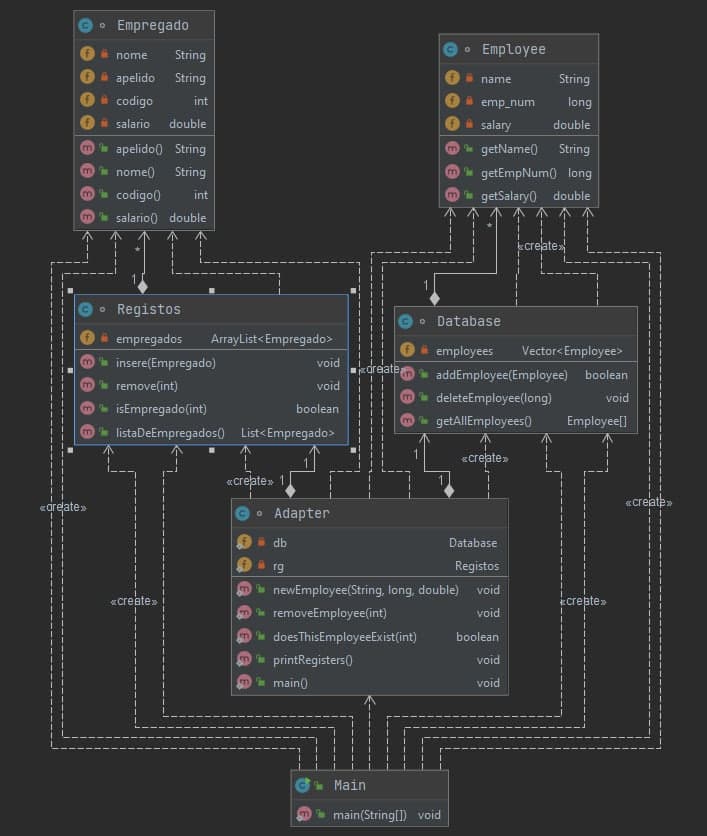 Empregado
nome String
apelido String
codigo int
salario double
apelido() String
nome() String
codigo() int
salario() double
Employee
name String
emp_num long
salary double
getName() String
getEmpNum() long
getSalary() double
«create»
*
1
*
1
Registos
empregados ArrayList<Empregado>
insere(Empregado) void
remove(int) void
isEmpregado(int) boolean
listaDeEmpregados() List<Empregado>
Database
employees Vector<Employee>
addEmployee(Employee) boolean
deleteEmployee(long) void
getAllEmployees() Employee[]
«create»
1
1
1
1
«create»
«create»
«create»
«create»
Adapter
db Database
rg Registos
newEmployee(String, long, double) void
removeEmployee(int) void
doesThisEmployeeExist(int) boolean
printRegisters() void
main() void
«create»
«create»
Main
main(String[]) void